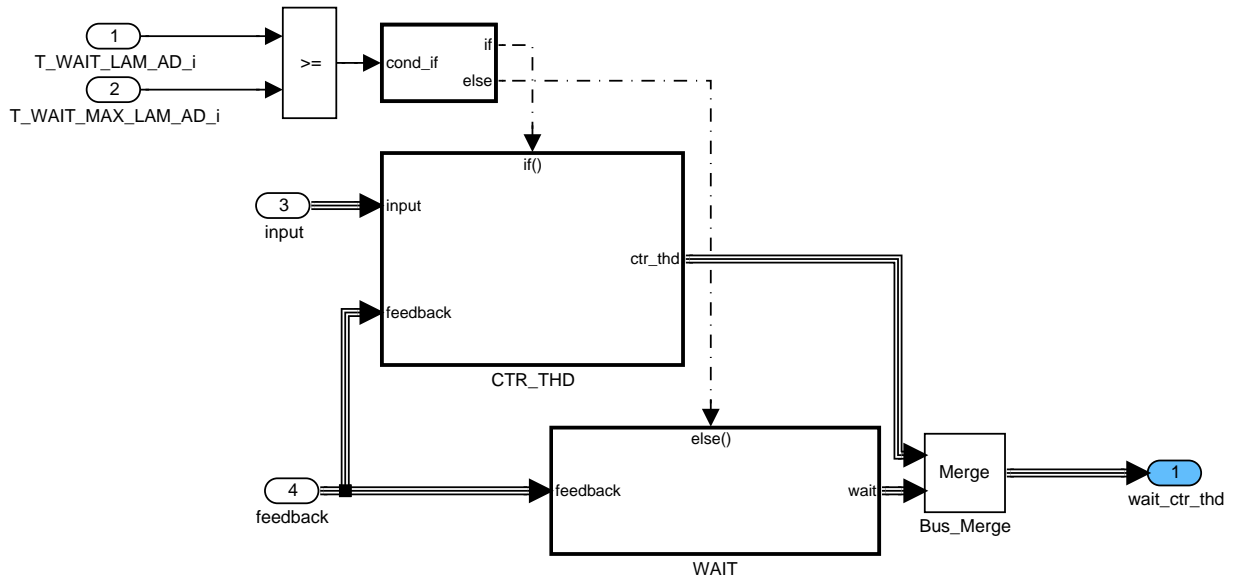 1
T_WAIT_LAM_AD_i
2
T_WAIT_MAX_LAM_AD_i
>=
cond_if
if
else
if()
3
input
input
ctr_thd
feedback
CTR_THD
else()
4
feedback
feedback
wait
WAIT
Merge
Bus_Merge
1
wait_ctr_thd